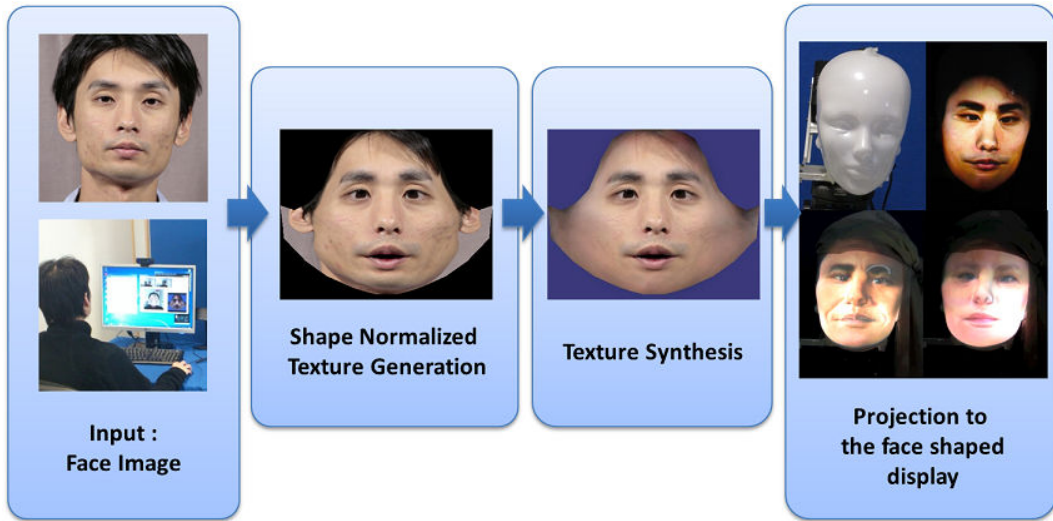 Input :
Face Image
Shape Normalized
Texture Generation
Texture Synthesis
Projection to
the face shaped
display